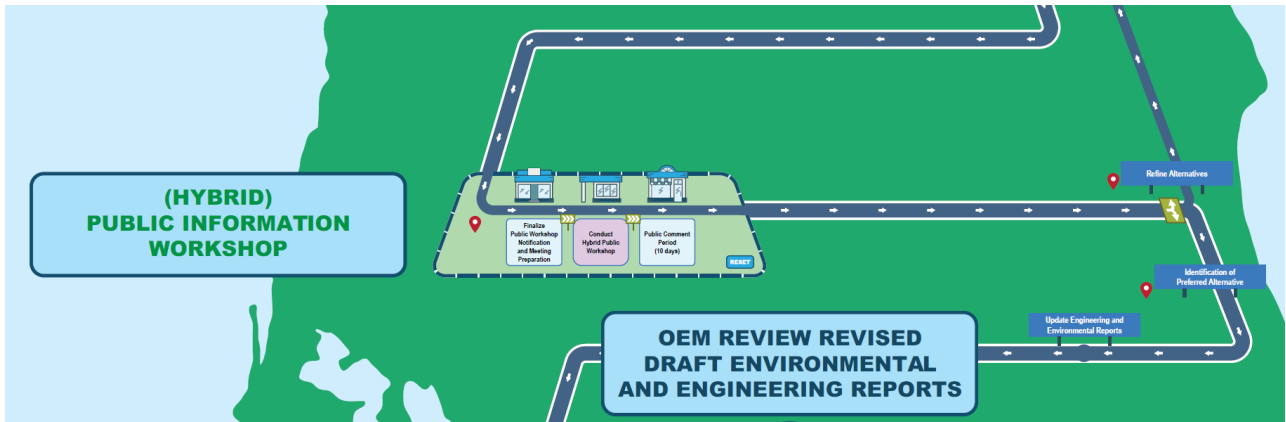 (HYBRID)
PUBLIC INFORMATION
WORKSHOP
Finalize
Public Workshop
Notification
and Meeting
Preparation
Conduct
Hybrid Public
Workshop
Public Comment
Period
(10 days)
RESET
Refine Alternatives
Identification of
Preferred Alternative
Update Engineering and
Environmental Reports
OEM REVIEW REVISED
DRAFT ENVIRONMENTAL
AND ENGINEERING REPORTS